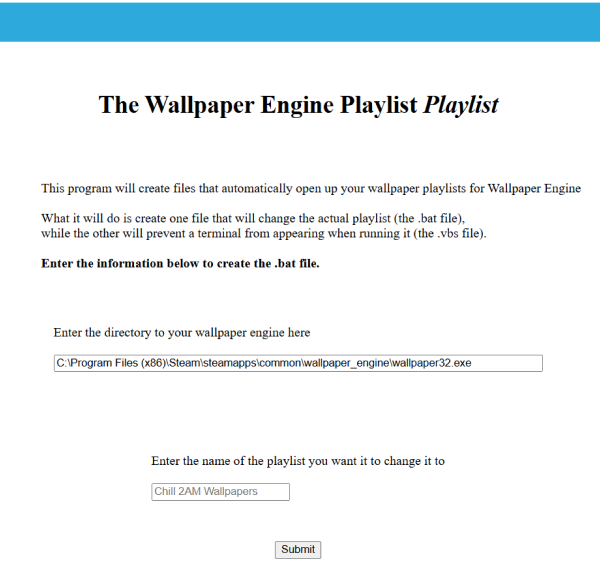 The Wallpaper Engine Playlist Playlist
This program will create files that automatically open up your wallpaper playlists for Wallpaper Engine
What it will do is create one file that will change the actual playlist (the .bat file),
while the other will prevent a terminal from appearing when running it (the .vbs file).
Enter the information below to create the .bat file.
Enter the directory to your wallpaper engine here
C:\Program Files (x86)\Steam\steamapps\common\wallpaper_engine\wallpaper32.exe
Enter the name of the playlist you want it to change it to
Chill 2AM Wallpapers
Submit